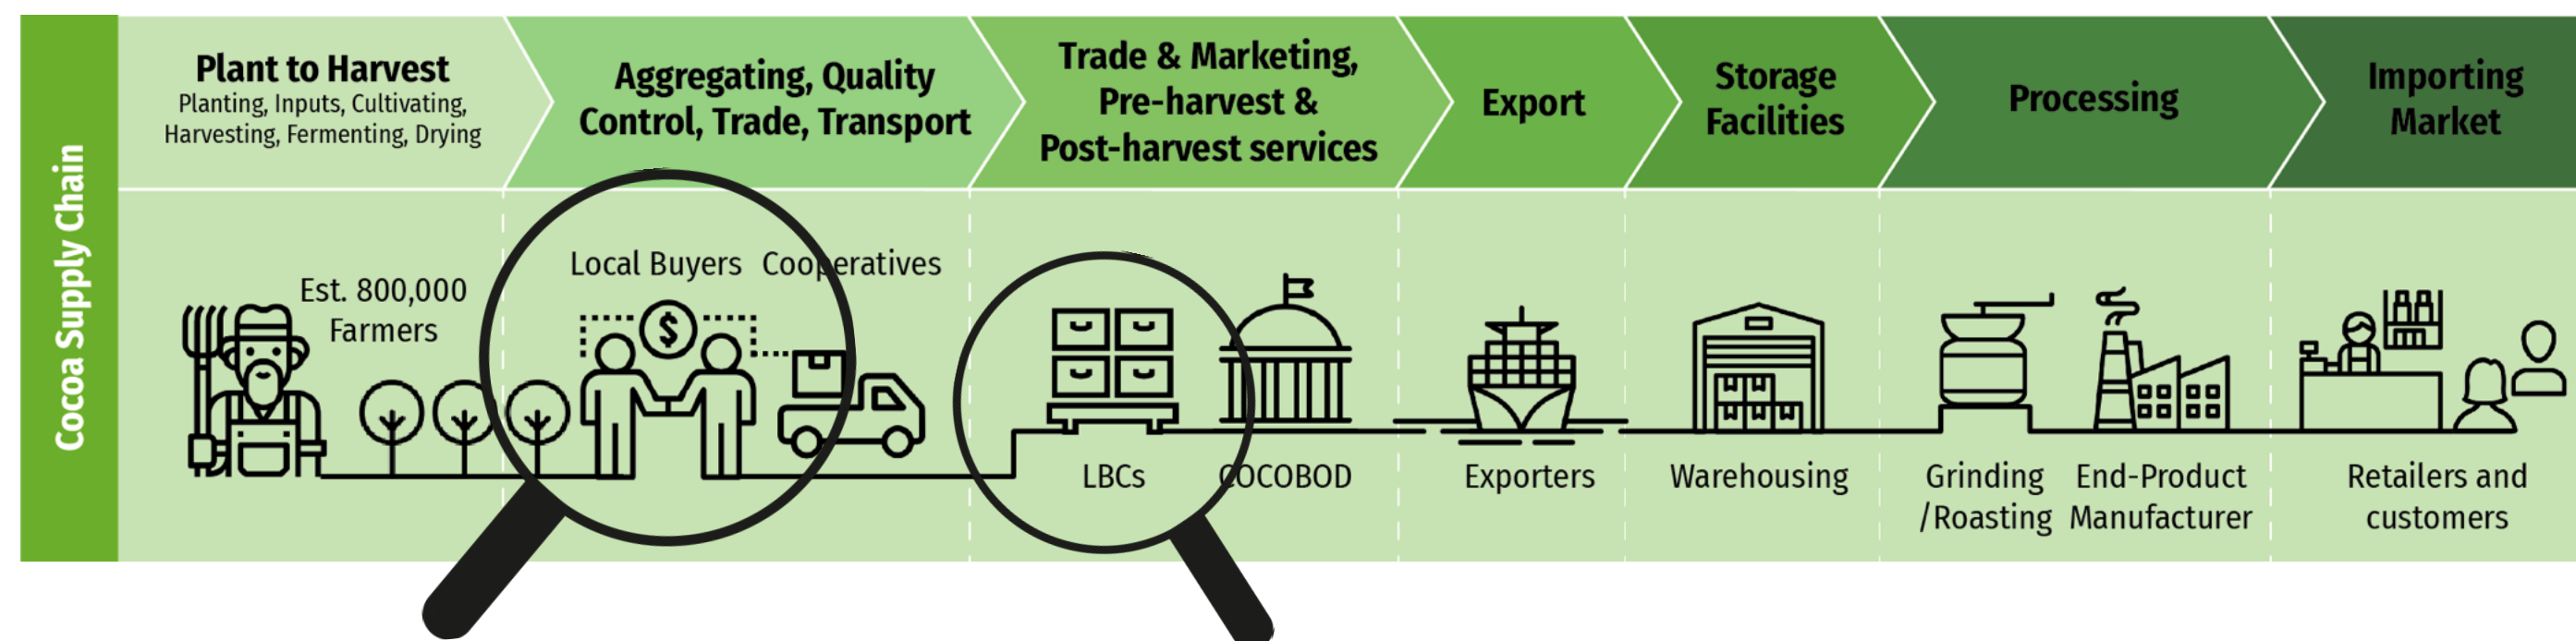 Cocoa Supply Chain
Plant to Harvest
Planting, Inputs, Cultivating,
Harvesting, Fermenting, Drying
Aggregating, Quality
Control, Trade, Transport
Trade & Marketing,
Pre-harvest &
Post-harvest services
Export
Storage
Facilities
Processing
Importing
Market
Est. 800,000
Farmers
Local Buyers
Cooperatives
$
LBCs
COCOBOD
Exporters
Warehousing
Grinding
/Roasting
End-Product
Manufacturer
Retailers and
customers